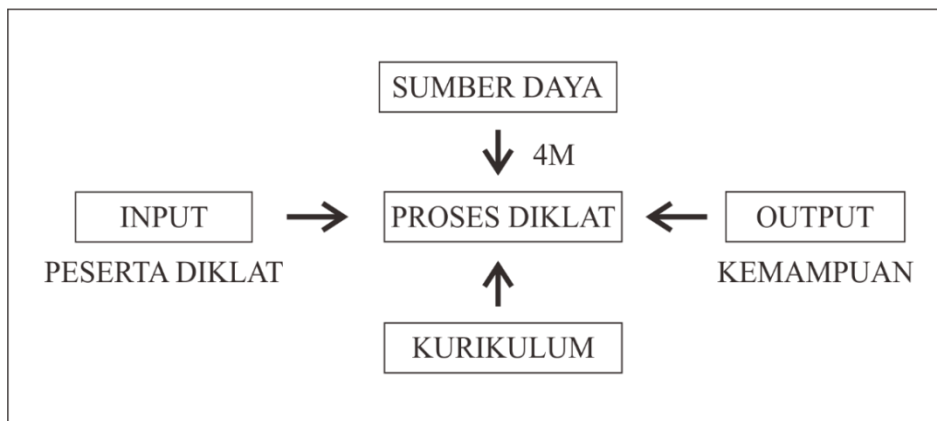 SUMBER DAYA
4M
INPUT
PROSES DIKLAT
OUTPUT
PESERTA DIKLAT
KEMAMPUAN
KURIKULUM